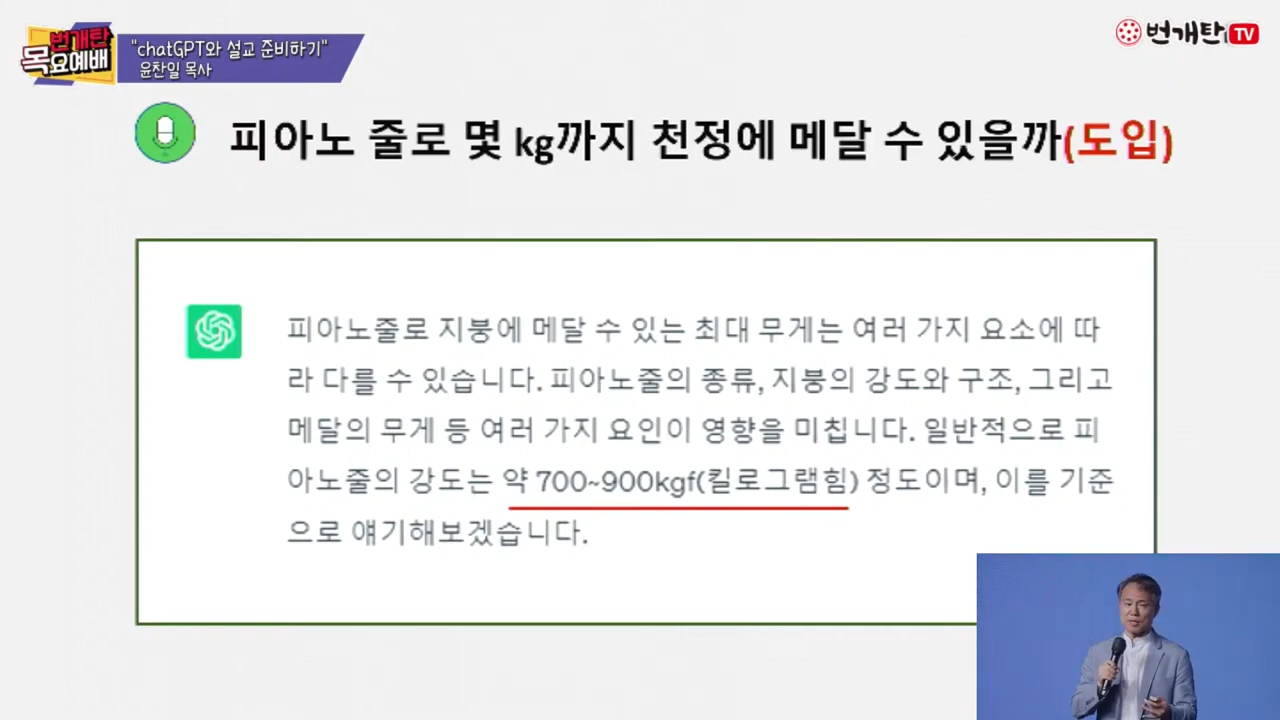 번개탄
목요예배
"chatGPT와 설교 준비하기"
윤찬일 목사
번개탄 TV
피아노 줄로 몇 kg까지 천정에 메달 수 있을까(도입)
피아노줄로 지붕에 메달 수 있는 최대 무게는 여러 가지 요소에 따
라 다를 수 있습니다. 피아노줄의 종류, 지붕의 강도와 구조, 그리고
메달의 무게 등 여러 가지 요인이 영향을 미칩니다. 일반적으로 피
아노줄의 강도는 약 700~900kgf(킬로그램힘) 정도이며, 이를 기준
으로 얘기해보겠습니다.